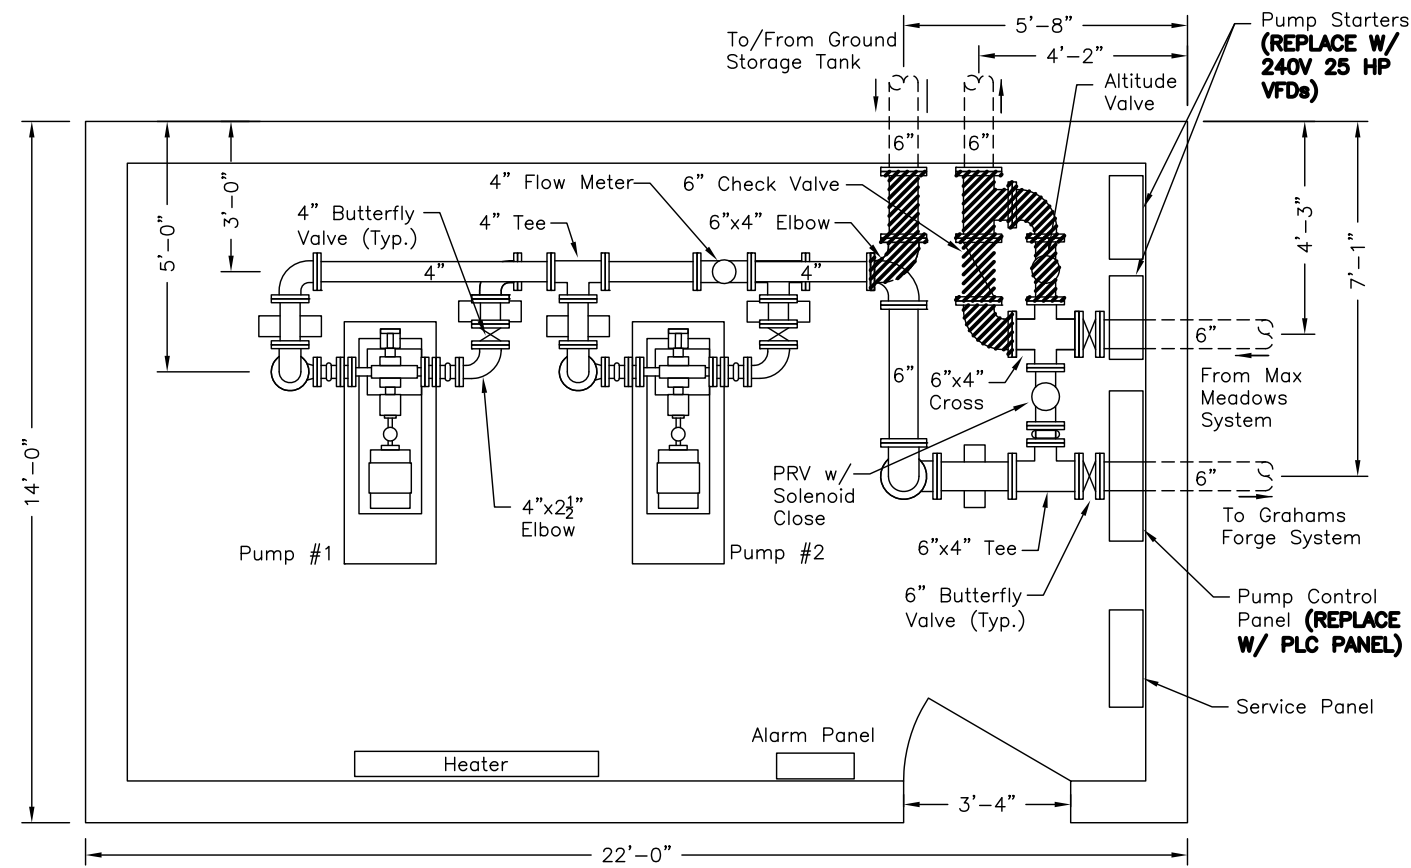 5'-8"
4'-2"
To/From Ground
Storage Tank
Altitude
Valve
Pump Starters
(REPLACE W/
240V 25 HP
VFDs)
6"
6"
3'-0"
5'-0"
4'-3"
7'-1"
14'-0"
4" Flow Meter
6" Check Valve
4" Butterfly
Valve (Typ.)
4" Tee
6"x4" Elbow
4"
4"
6"
From Max
Meadows
System
6"
6"x4"
Cross
PRV w/
Solenoid
Close
6"
To Grahams
Forge System
4"x2½"
Elbow
Pump #1
Pump #2
6"x4" Tee
6" Butterfly
Valve (Typ.)
Pump Control
Panel (REPLACE
W/ PLC PANEL)
Service Panel
Alarm Panel
Heater
3'-4"
22'-0"